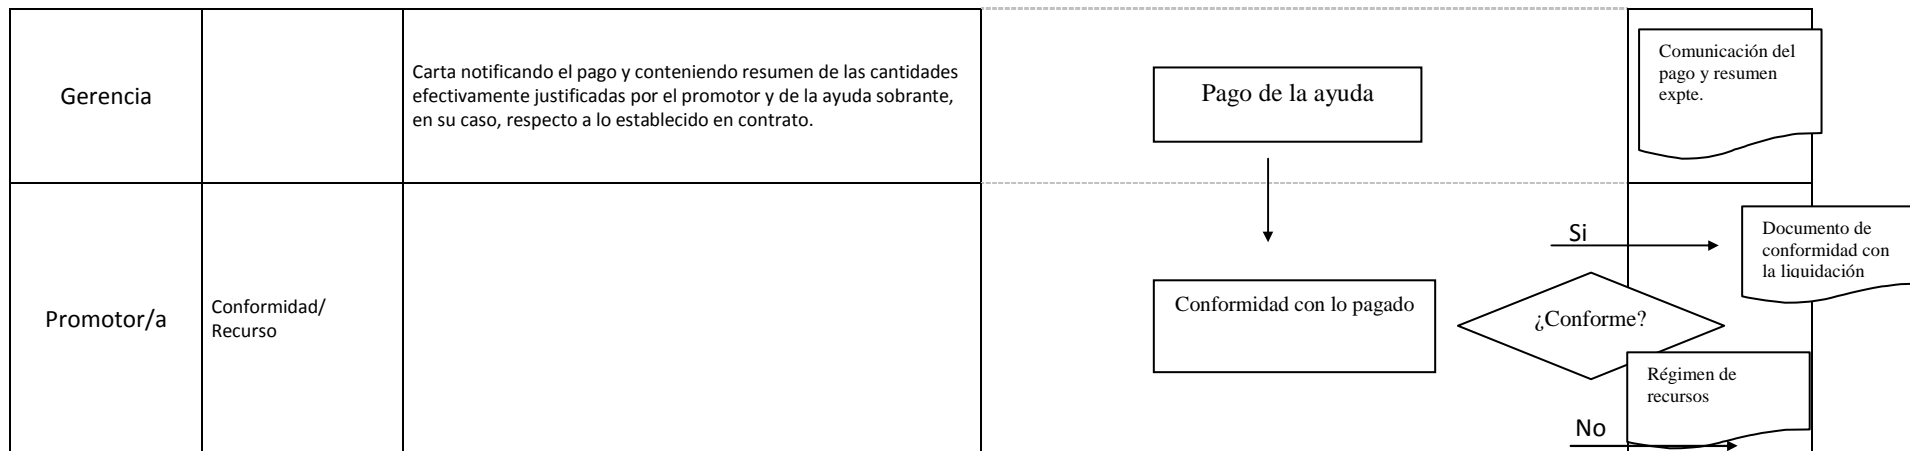 Gerencia
Carta notificando el pago y conteniendo resumen de las cantidades
efectivamente justificadas por el promotor y de la ayuda sobrante,
en su caso, respecto a lo establecido en contrato.
Pago de la ayuda
Comunicación del
pago y resumen
expte.
Promotor/a
Conformidad/
Recurso
Conformidad con lo pagado
¿Conforme?
Si
Documento de
conformidad con
la liquidación
Régimen de
recursos
No